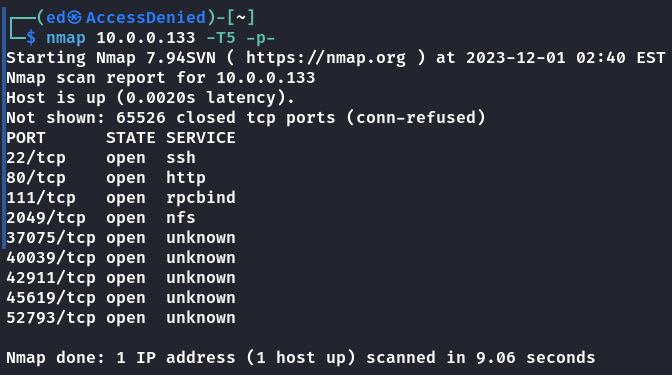 ┌──(ed㉿AccessDenied)-[~]
└─$ nmap 10.0.0.133 -T5 -p-
Starting Nmap 7.94SVN ( https://nmap.org ) at 2023-12-01 02:40 EST
Nmap scan report for 10.0.0.133
Host is up (0.0020s latency).
Not shown: 65526 closed tcp ports (conn-refused)
PORT      STATE SERVICE
22/tcp    open  ssh
80/tcp    open  http
111/tcp   open  rpcbind
2049/tcp  open  nfs
37075/tcp open  unknown
40039/tcp open  unknown
42911/tcp open  unknown
45619/tcp open  unknown
52793/tcp open  unknown
Nmap done: 1 IP address (1 host up) scanned in 9.06 seconds